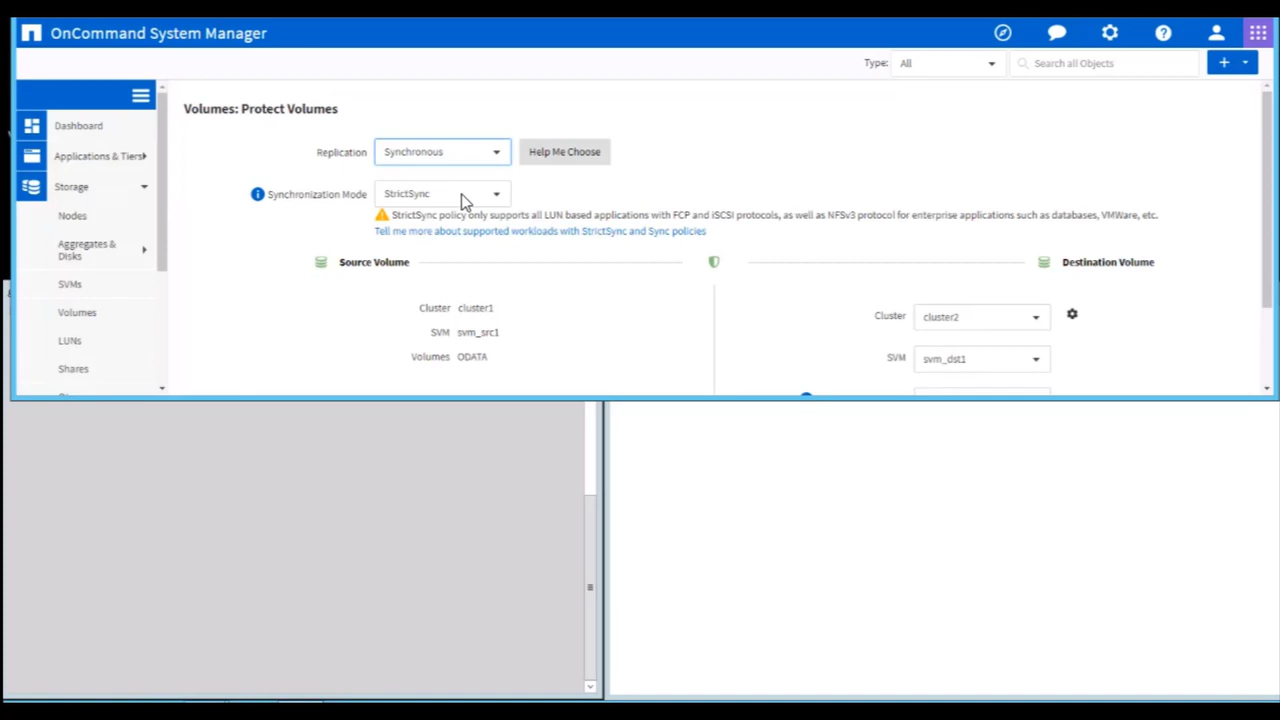 OnCommand System Manager
Type: All Search all Objects +
Dashboard
Applications & Tiers
Storage
Nodes
Aggregates &
Disks
SVMs
Volumes
LUNs
Shares
Volumes: Protect Volumes
Replication Synchronous Help Me Choose
Synchronization Mode StrictSync
StrictSync policy only supports all LUN based applications with FCP and iSCSI protocols, as well as NFSv3 protocol for enterprise applications such as databases, VMWare, etc.
Tell me more about supported workloads with StrictSync and Sync policies
Source Volume
Destination Volume
Cluster cluster1
SVM svm_src1
Volumes ODATA
Cluster cluster2
SVM svm_dst1